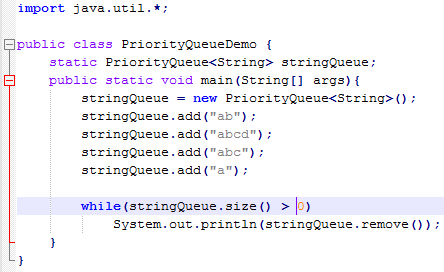 import java.util.*;
public class PriorityQueueDemo {
static PriorityQueue<String> stringQueue;
public static void main(String[] args){
stringQueue = new PriorityQueue<String>();
stringQueue.add("ab");
stringQueue.add("abcd");
stringQueue.add("abc");
stringQueue.add("a");
while(stringQueue.size() > 0)
System.out.println(stringQueue.remove());
}
}